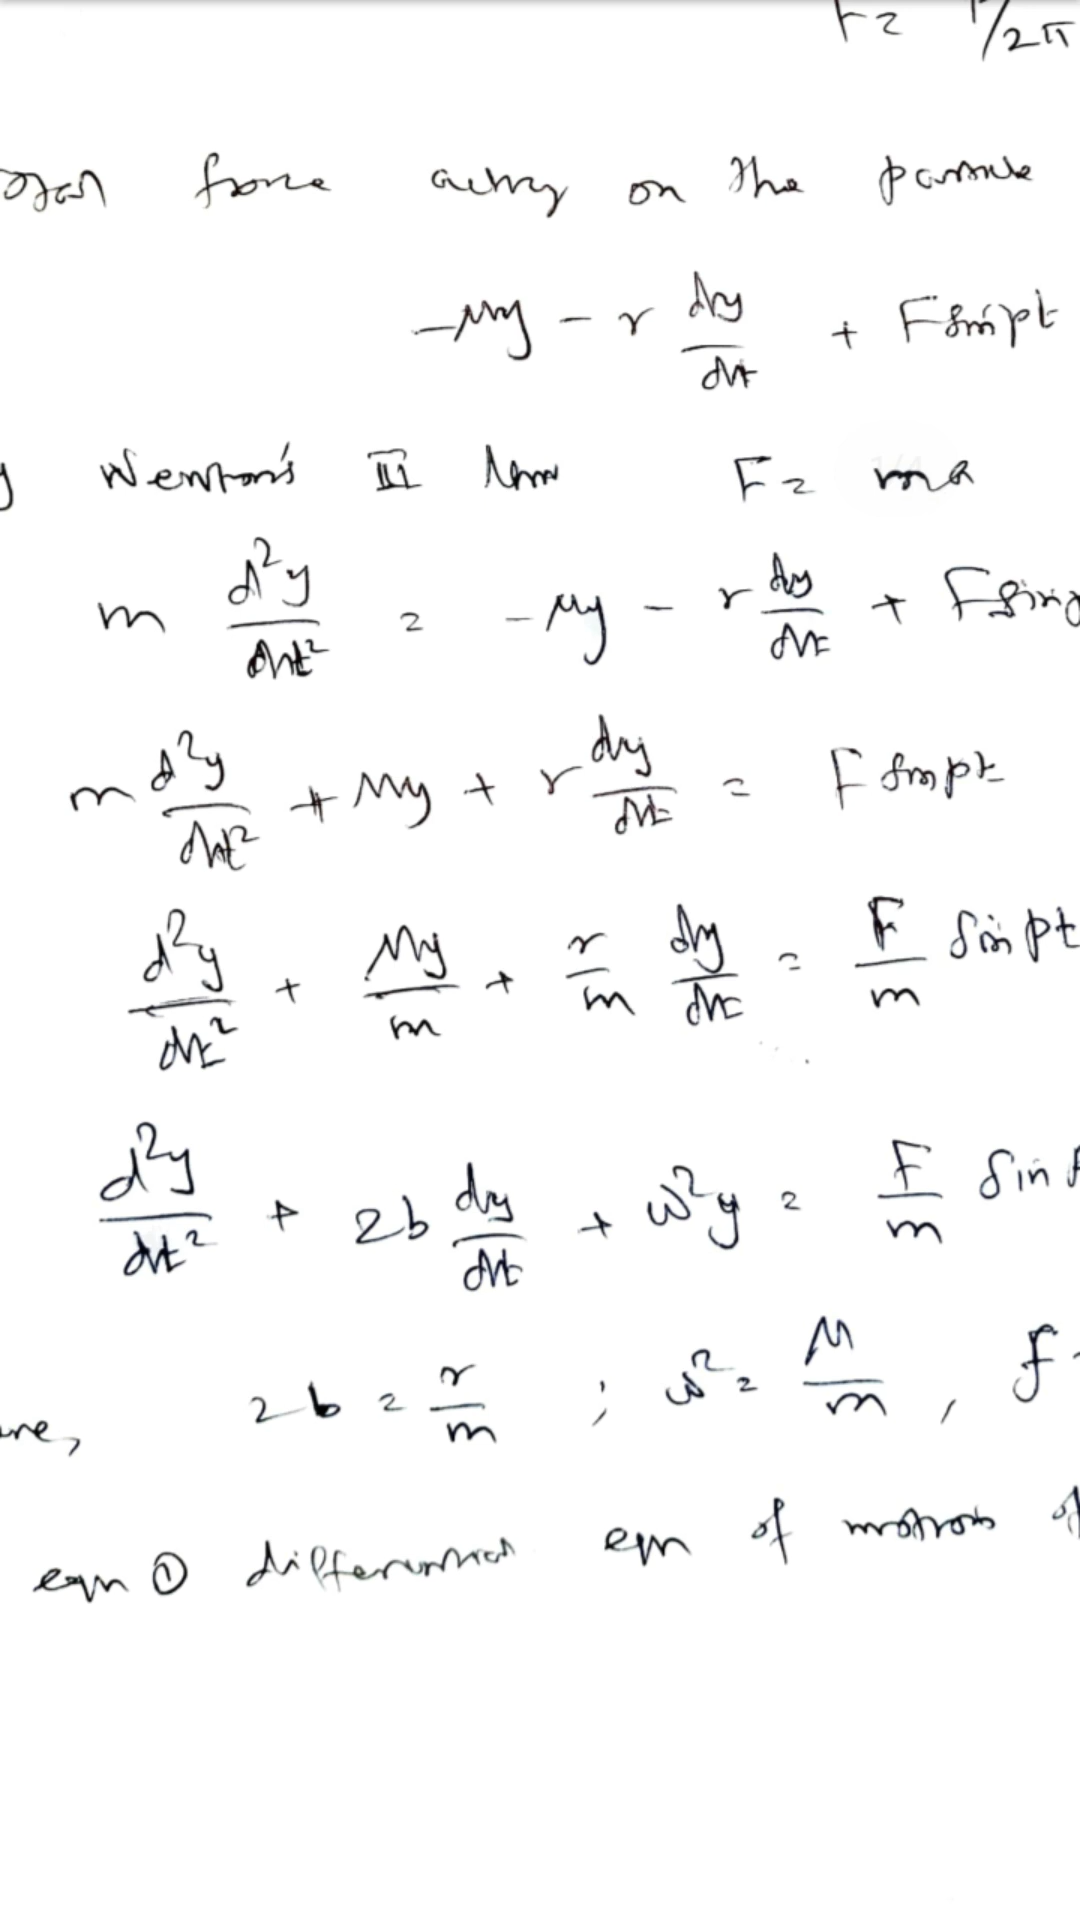 F = P/2π
force acting on the particle
-μy - r dy/dt + F sin pt
Newton's III law F = ma
m d²y/dt² = -μy - r dy/dt + F sin
m d²y/dt² + μy + r dy/dt = F sin pt
d²y/dt² + μy/m + r/m dy/dt = F/m sin pt
d²y/dt² + 2b dy/dt + ω²y = F/m sin
2b = r/m ; ω² = μ/m , f
eqn ① differential eqn of motion of